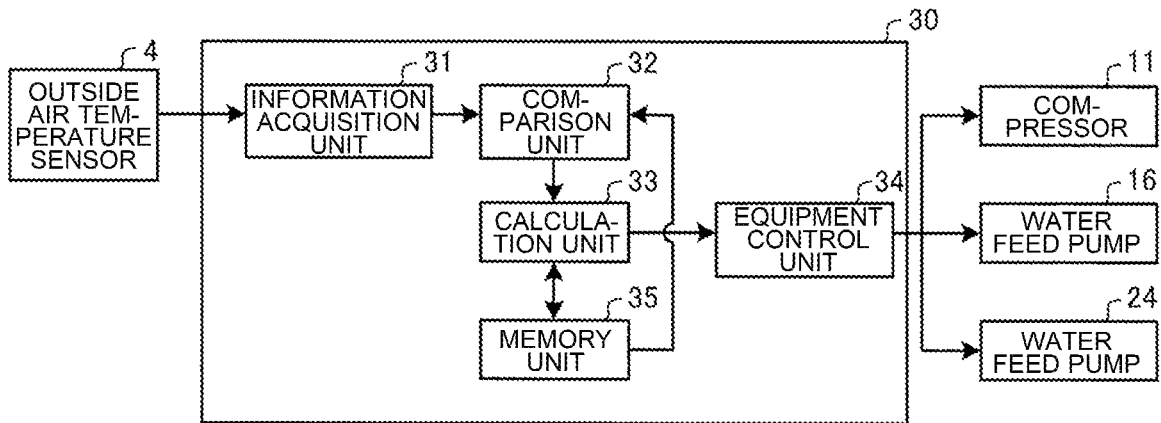 30
4
OUTSIDE
AIR TEM-
PERATURE
SENSOR
31
INFORMATION
ACQUISITION
UNIT
32
COM-
PARISON UNIT
33
CALCULA-
TION UNIT
35
MEMORY
UNIT
34
EQUIPMENT
CONTROL
UNIT
11
COM-
PRESSOR
16
WATER
FEED PUMP
24
WATER
FEED PUMP